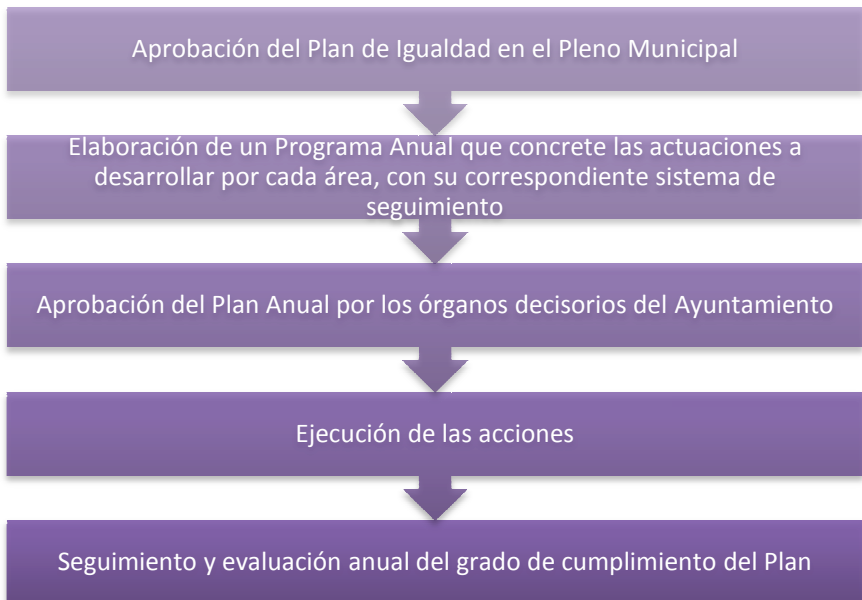 Aprobación del Plan de Igualdad en el Pleno Municipal
Elaboración de un Programa Anual que concrete las actuaciones a
desarrollar por cada área, con su correspondiente sistema de
seguimiento
Aprobación del Plan Anual por los órganos decisorios del Ayuntamiento
Ejecución de las acciones
Seguimiento y evaluación anual del grado de cumplimiento del Plan